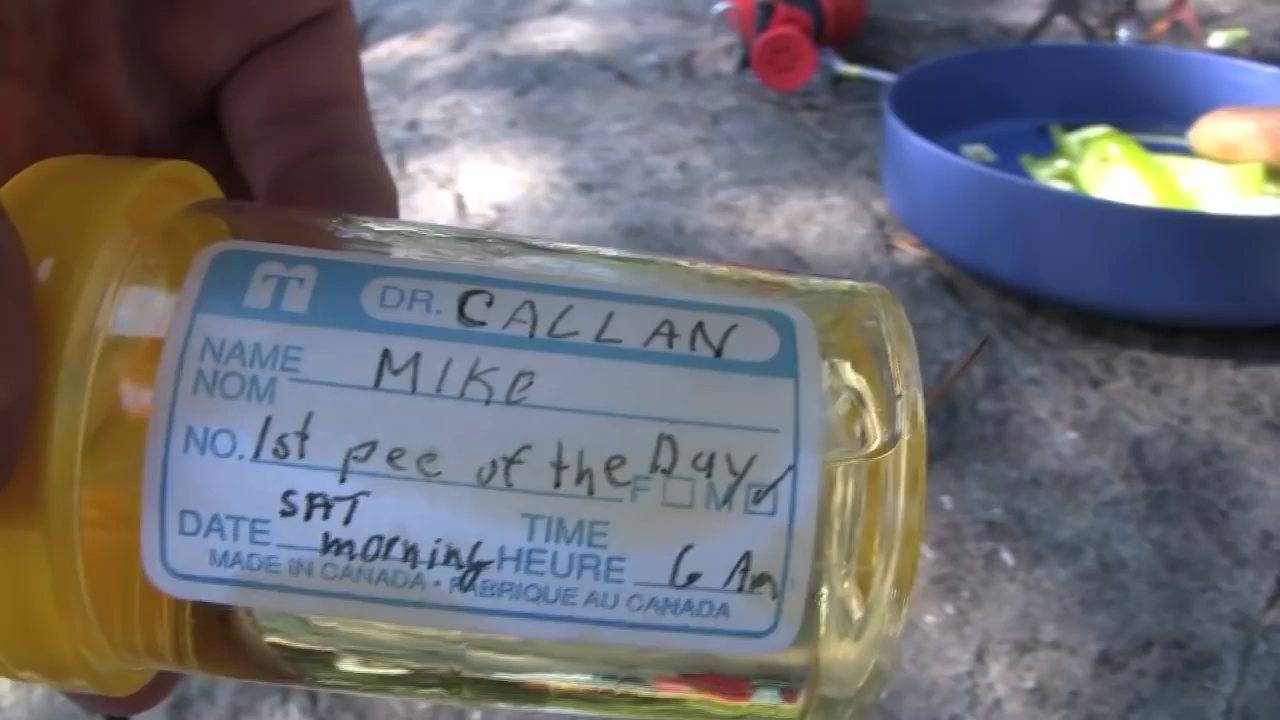 T DR. CALLAN
NAME MIKE
NOM
NO. 1st pee of the Day
F M
SAT
DATE morning TIME
HEURE 6 Am
MADE IN CANADA • FABRIQUE AU CANADA